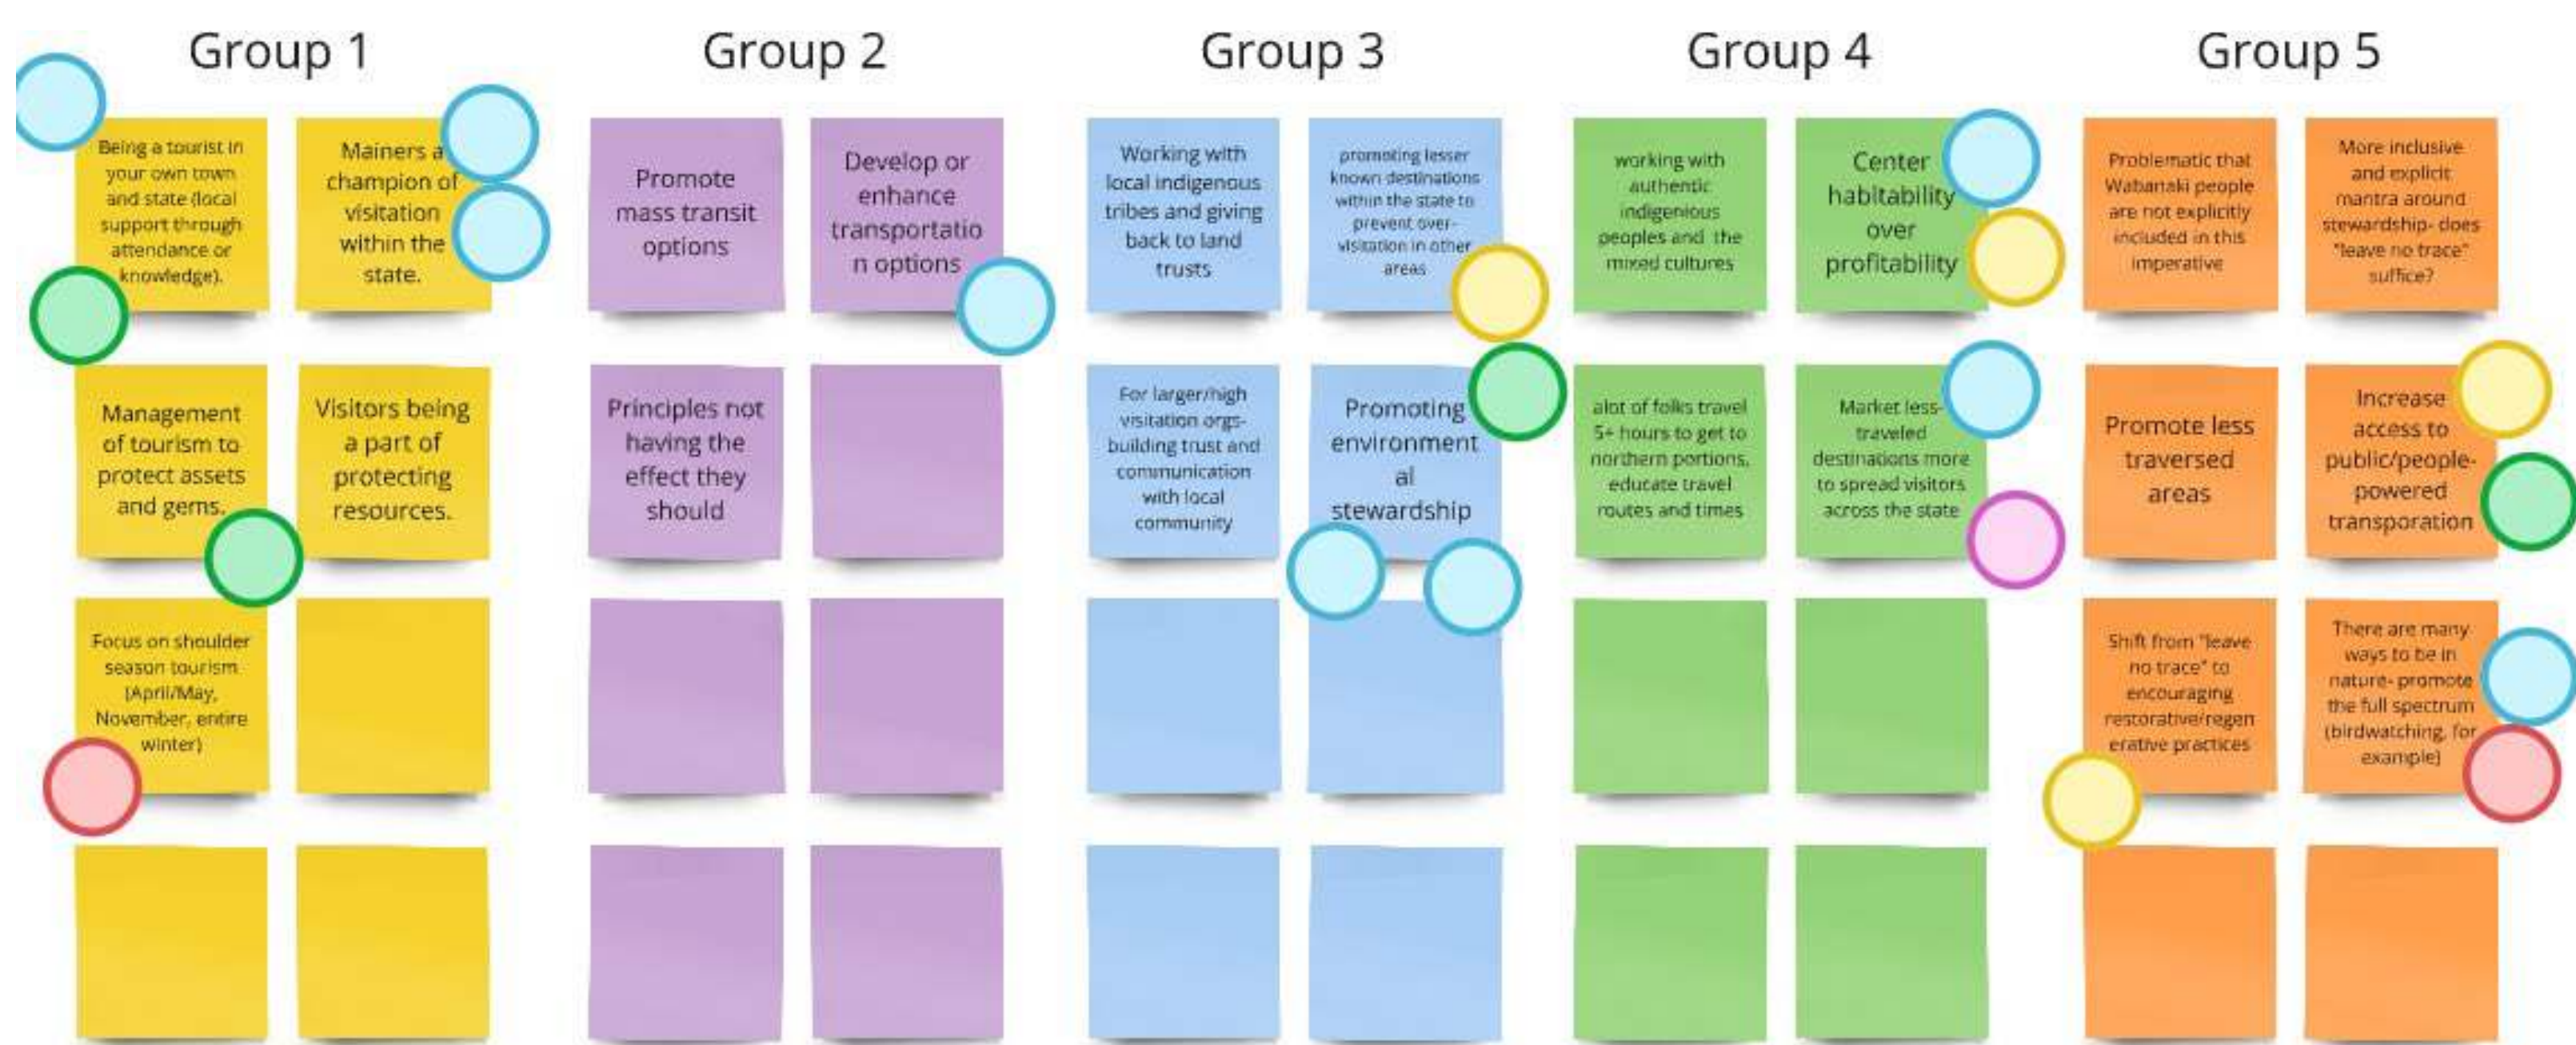 Group 1
Being a tourist in
your own town
and state (local
support through
attendance or
knowledge).
Mainers a
champion of
visitation
within the
state.
Management
of tourism to
protect assets
and gems.
Visitors being
a part of
protecting
resources.
Focus on shoulder
season tourism
(April/May,
November, entire
winter)
Group 2
Promote
mass transit
options
Develop or
enhance
transportatio
n options
Principles not
having the
effect they
should
Group 3
Working with
local indigenous
tribes and giving
back to land
trusts
promoting lesser
known destinations
within the state to
prevent over-
visitation in other
areas
For larger/high
visitation orgs-
building trust and
communication
with local
community
Promoting
environment
al
stewardship
Group 4
working with
authentic
indigenious
peoples and the
mixed cultures
Center
habitability
over
profitability
alot of folks travel
5+ hours to get to
northern portions,
educate travel
routes and times
Market less-
traveled
destinations more
to spread visitors
across the state
Group 5
Problematic that
Wabanaki people
are not explicitly
included in this
imperative
More inclusive
and explicit
mantra around
stewardship- does
"leave no trace"
suffice?
Promote less
traversed
areas
Increase
access to
public/people-
powered
transporation
Shift from "leave
no trace" to
encouraging
restorative/regen
erative practices
There are many
ways to be in
nature- promote
the full spectrum
(birdwatching, for
example)